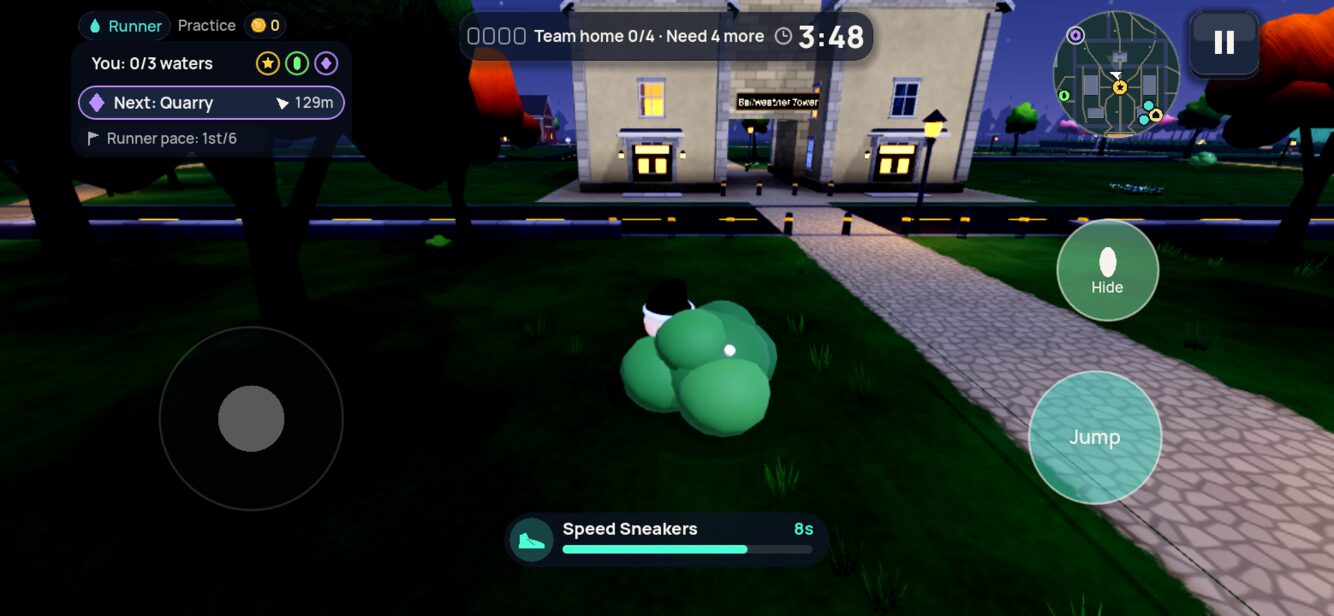 Runner Practice 0
Team home 0/4 · Need 4 more 3:48
You: 0/3 waters
Next: Quarry 129m
Runner pace: 1st/6
Tower
Hide
Jump
Speed Sneakers 8s